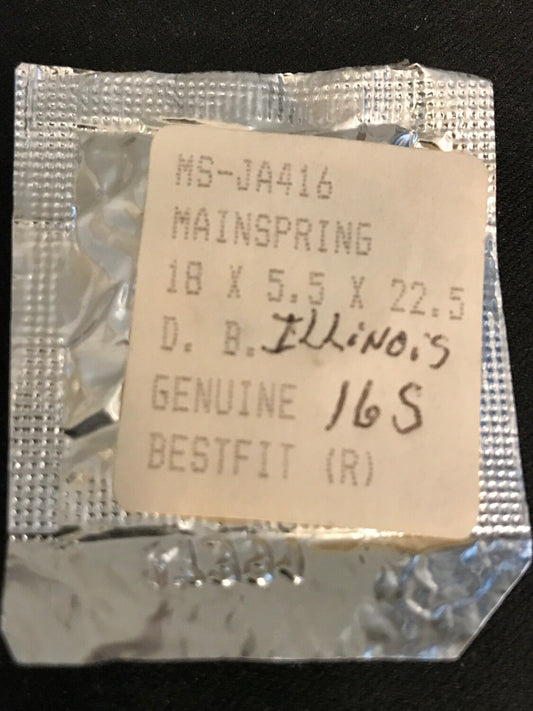 MS-JA416
MAINSPRING
18 X 5.5 X 22.5
D. B. ILLiNOiS
GENUINE 16S
BESTFIT (R)